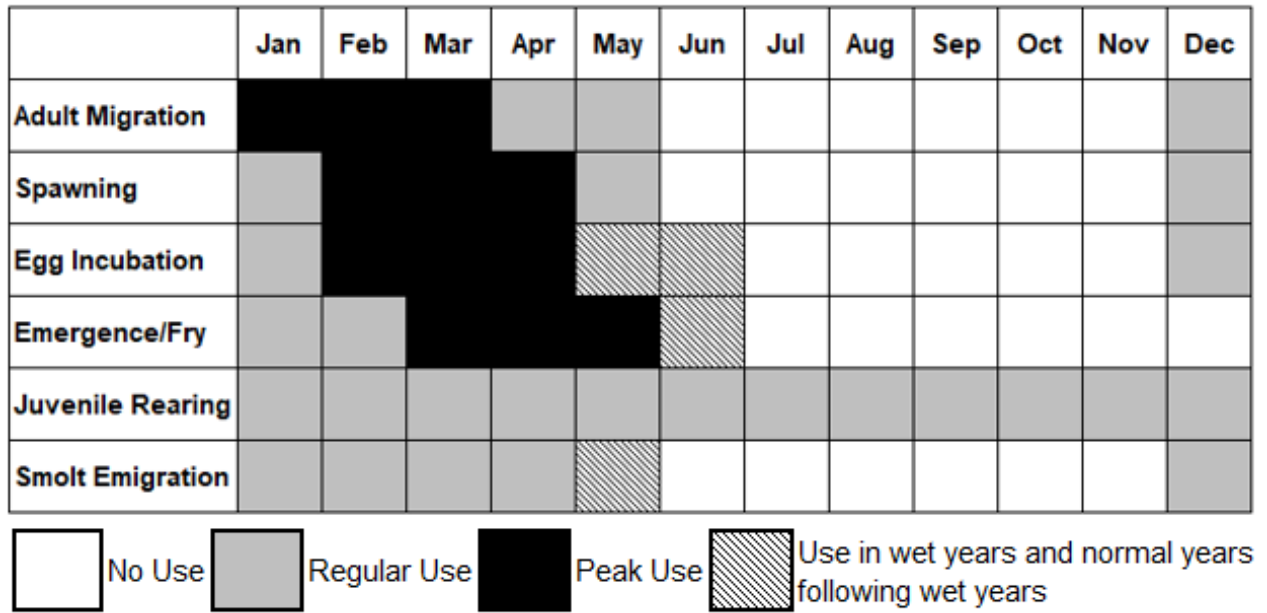 Jan Feb Mar Apr May Jun Jul Aug Sep Oct Nov Dec
Adult Migration
Spawning
Egg Incubation
Emergence/Fry
Juvenile Rearing
Smolt Emigration
No Use Regular Use Peak Use Use in wet years and normal years
following wet years